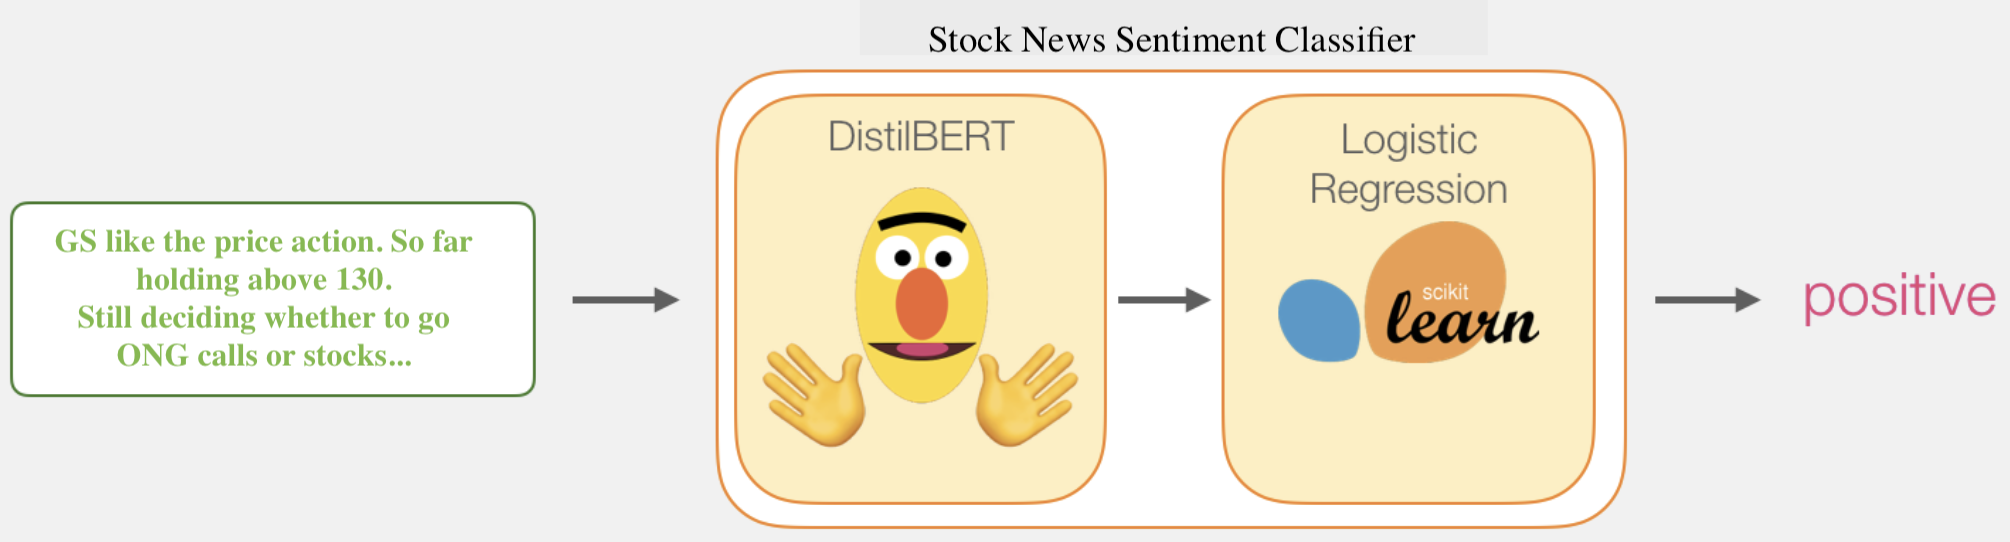 Stock News Sentiment Classifier
GS like the price action. So far
holding above 130.
Still deciding whether to go
ONG calls or stocks...
DistilBERT
Logistic
Regression
scikit
learn
positive